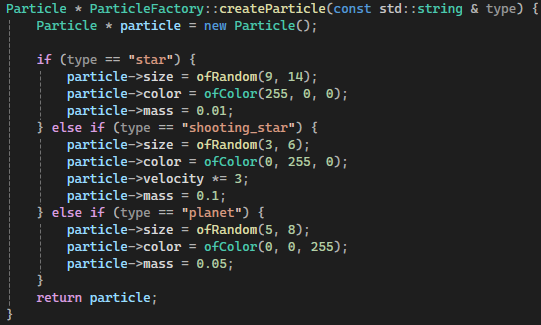 Particle * ParticleFactory::createParticle(const std::string & type) {
    Particle * particle = new Particle();

    if (type == "star") {
        particle->size = ofRandom(9, 14);
        particle->color = ofColor(255, 0, 0);
        particle->mass = 0.01;
    } else if (type == "shooting_star") {
        particle->size = ofRandom(3, 6);
        particle->color = ofColor(0, 255, 0);
        particle->velocity *= 3;
        particle->mass = 0.1;
    } else if (type == "planet") {
        particle->size = ofRandom(5, 8);
        particle->color = ofColor(0, 0, 255);
        particle->mass = 0.05;
    }
    return particle;
}